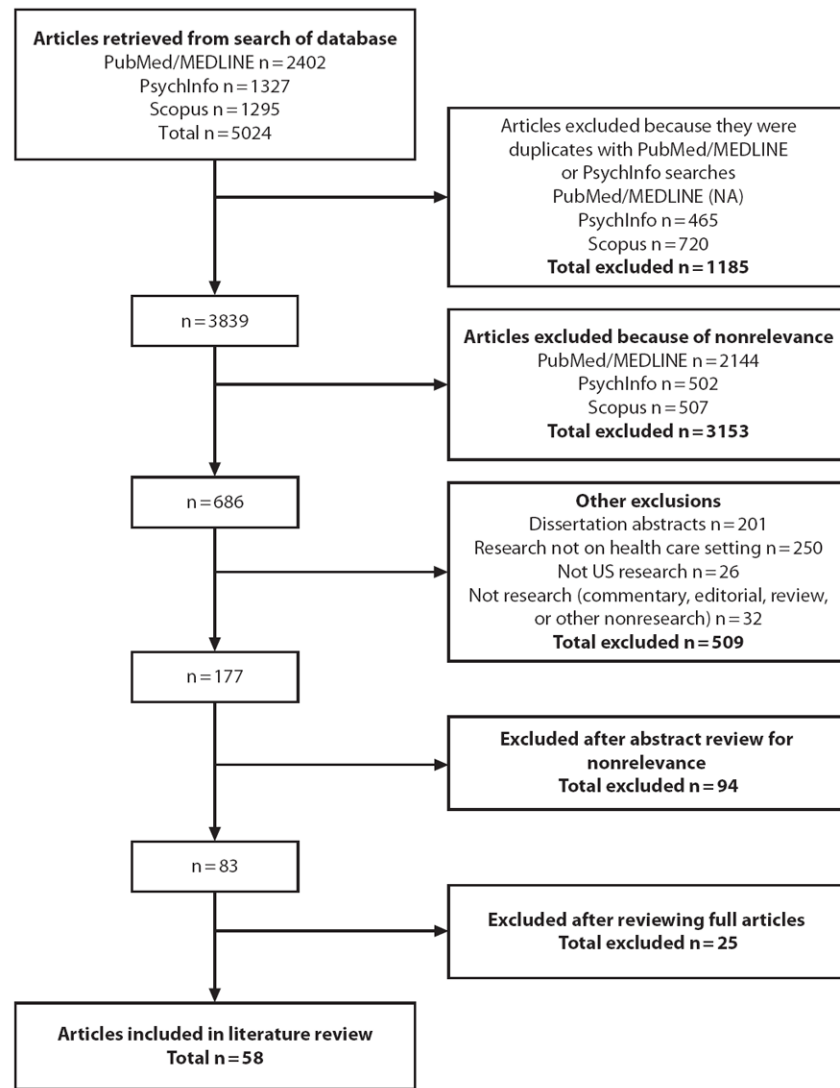 Articles retrieved from search of database
PubMed/MEDLINE n = 2402
PsychInfo n = 1327
Scopus n = 1295
Total n = 5024
Articles excluded because they were
duplicates with PubMed/MEDLINE
or PsychInfo searches
PubMed/MEDLINE (NA)
PsychInfo n = 465
Scopus n = 720
Total excluded n = 1185
n = 3839
Articles excluded because of nonrelevance
PubMed/MEDLINE n = 2144
PsychInfo n = 502
Scopus n = 507
Total excluded n = 3153
n = 686
Other exclusions
Dissertation abstracts n = 201
Research not on health care setting n = 250
Not US research n = 26
Not research (commentary, editorial, review,
or other nonresearch) n = 32
Total excluded n = 509
n = 177
Excluded after abstract review for
nonrelevance
Total excluded n = 94
n = 83
Excluded after reviewing full articles
Total excluded n = 25
Articles included in literature review
Total n = 58